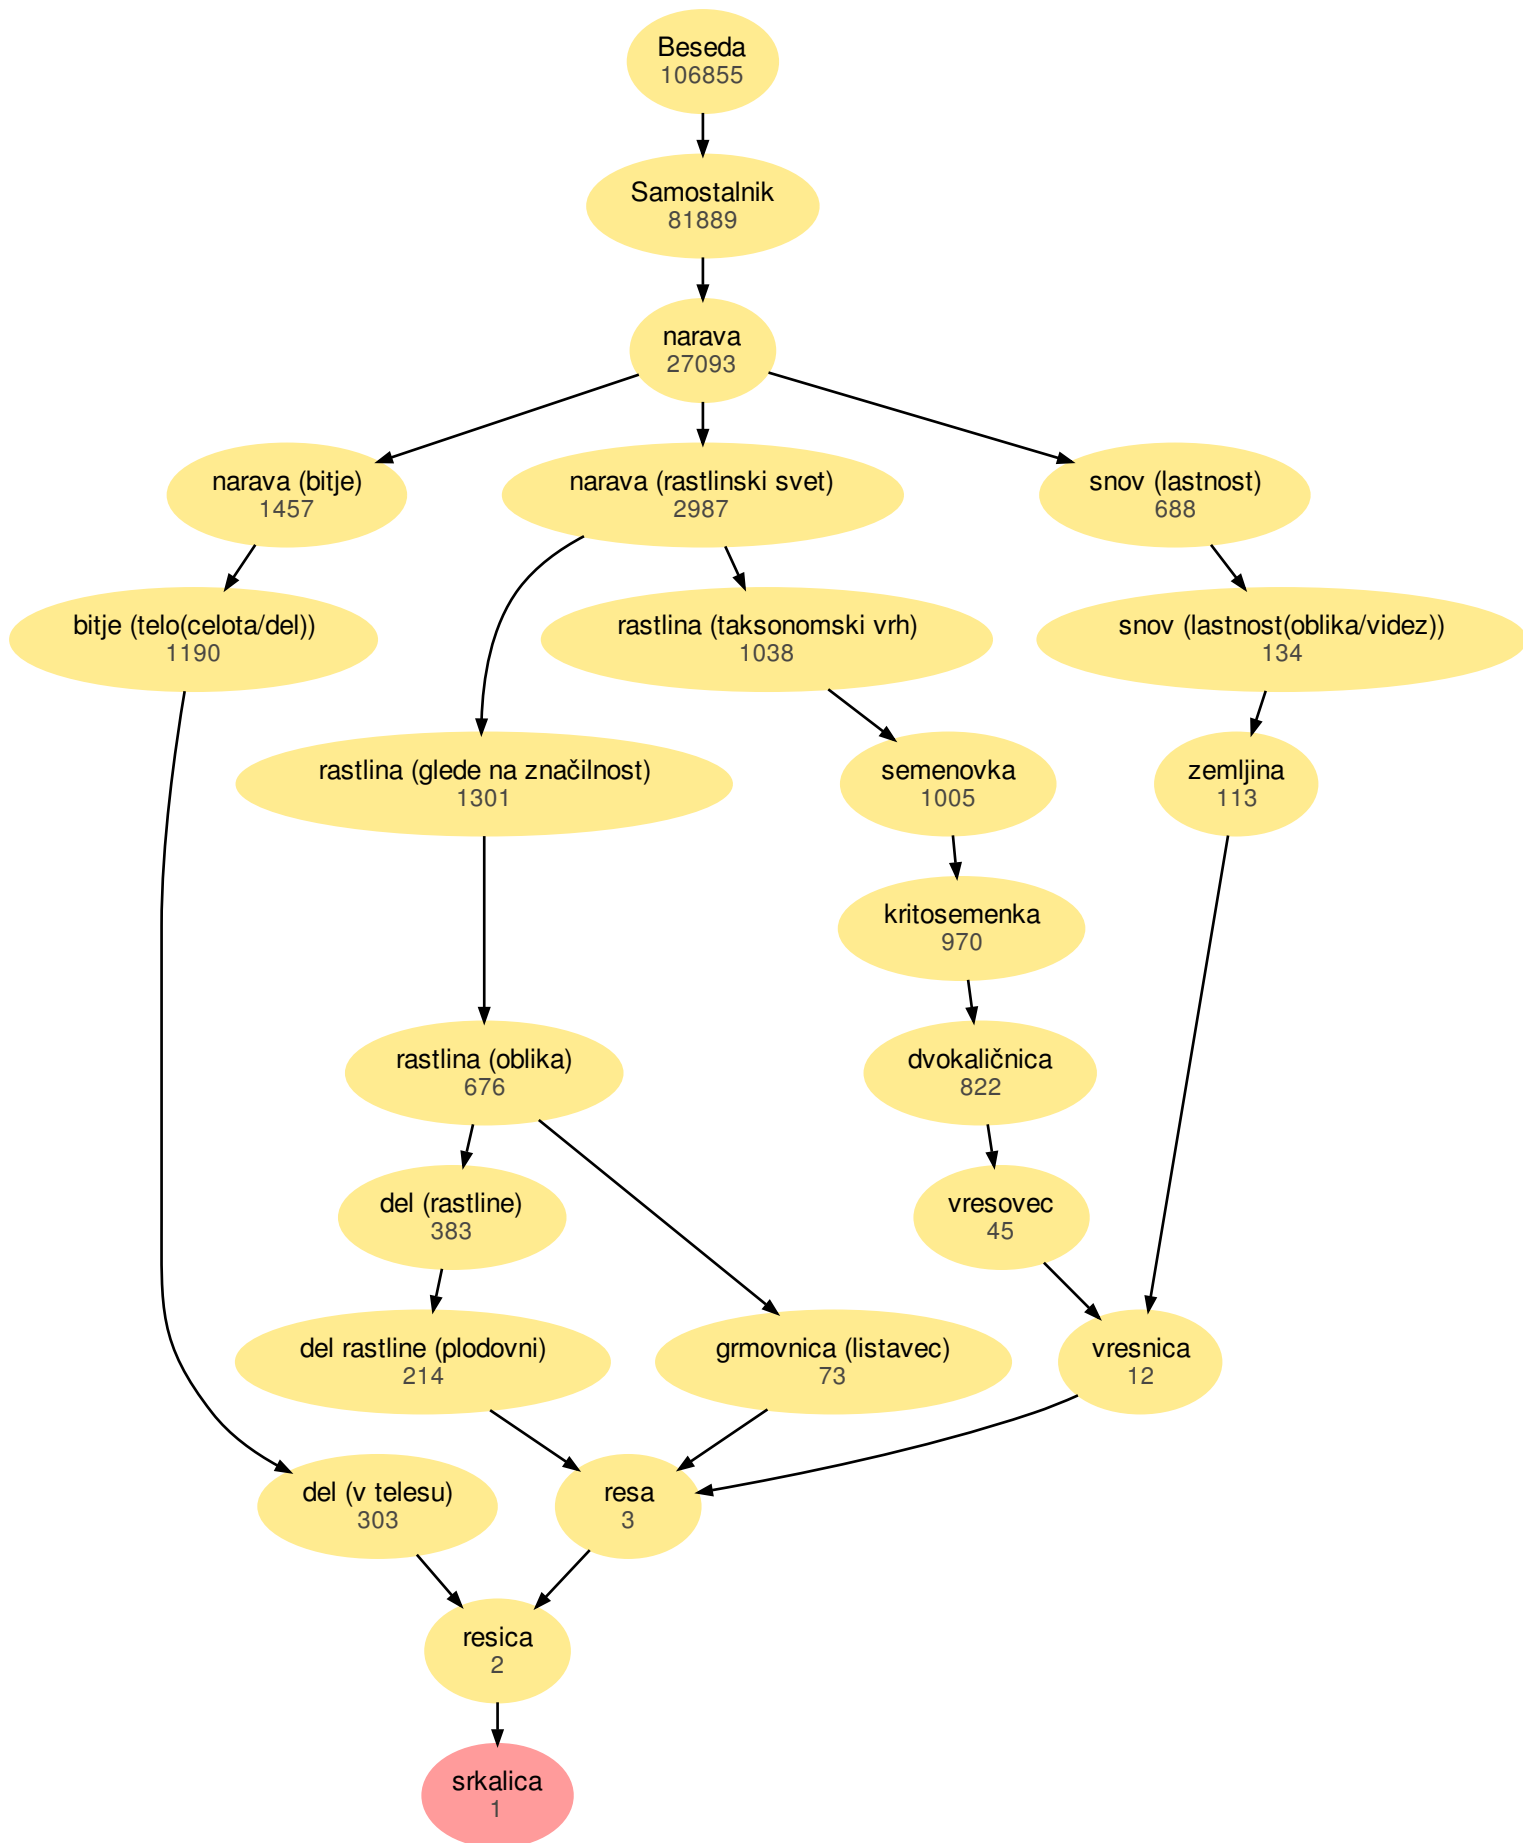 Beseda
106855
Samostalnik
81889
narava
27093
narava (bitje)
1457
narava (rastlinski svet)
2987
snov (lastnost)
688
bitje (telo(celota/del))
1190
rastlina (taksonomski vrh)
1038
snov (lastnost(oblika/videz))
134
rastlina (glede na značilnost)
1301
semenovka
1005
zemljina
113
kritosemenka
970
rastlina (oblika)
676
dvokaličnica
822
del (rastline)
383
vresovec
45
del rastline (plodovni)
214
grmovnica (listavec)
73
vresnica
12
del (v telesu)
303
resa
3
resica
2
srkalica
1